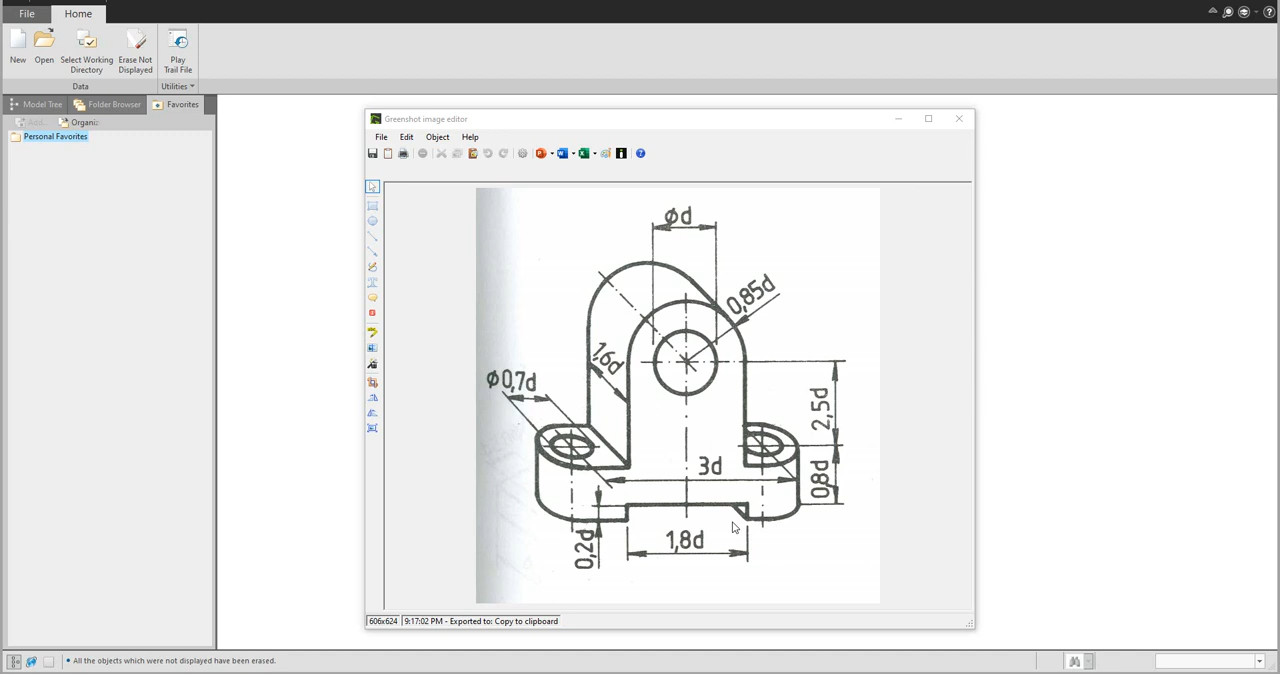 File Home
New Open Select Working Directory Erase Not Displayed Play Trail File
Data Utilities
Model Tree Folder Browser Favorites
Add... Organiz
Personal Favorites
Greenshot image editor
File Edit Object Help
Ød
0,85d
1,6d
Ø0,7d
2,5d
3d
0,8d
0,2d
1,8d
606x624 9:17:02 PM - Exported to: Copy to clipboard
• All the objects which were not displayed have been erased.